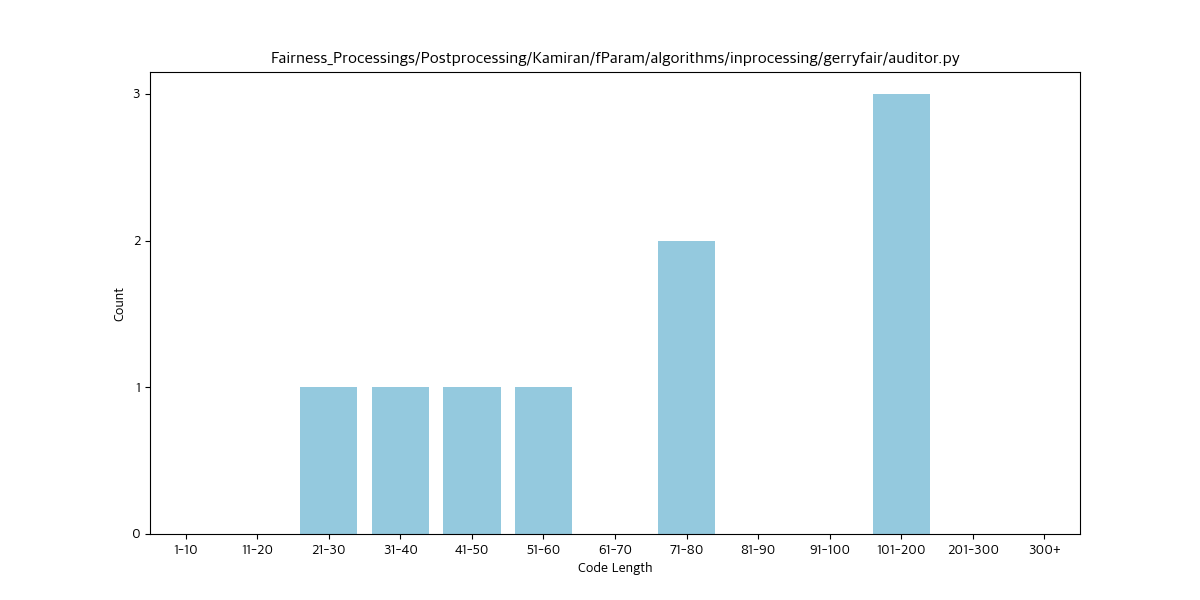 Fairness_Processings/Postprocessing/Kamiran/fParam/algorithms/inprocessing/gerryfair/auditor.py
3
2
1
0
Count
1-10 11-20 21-30 31-40 41-50 51-60 61-70 71-80 81-90 91-100 101-200 201-300 300+
Code Length